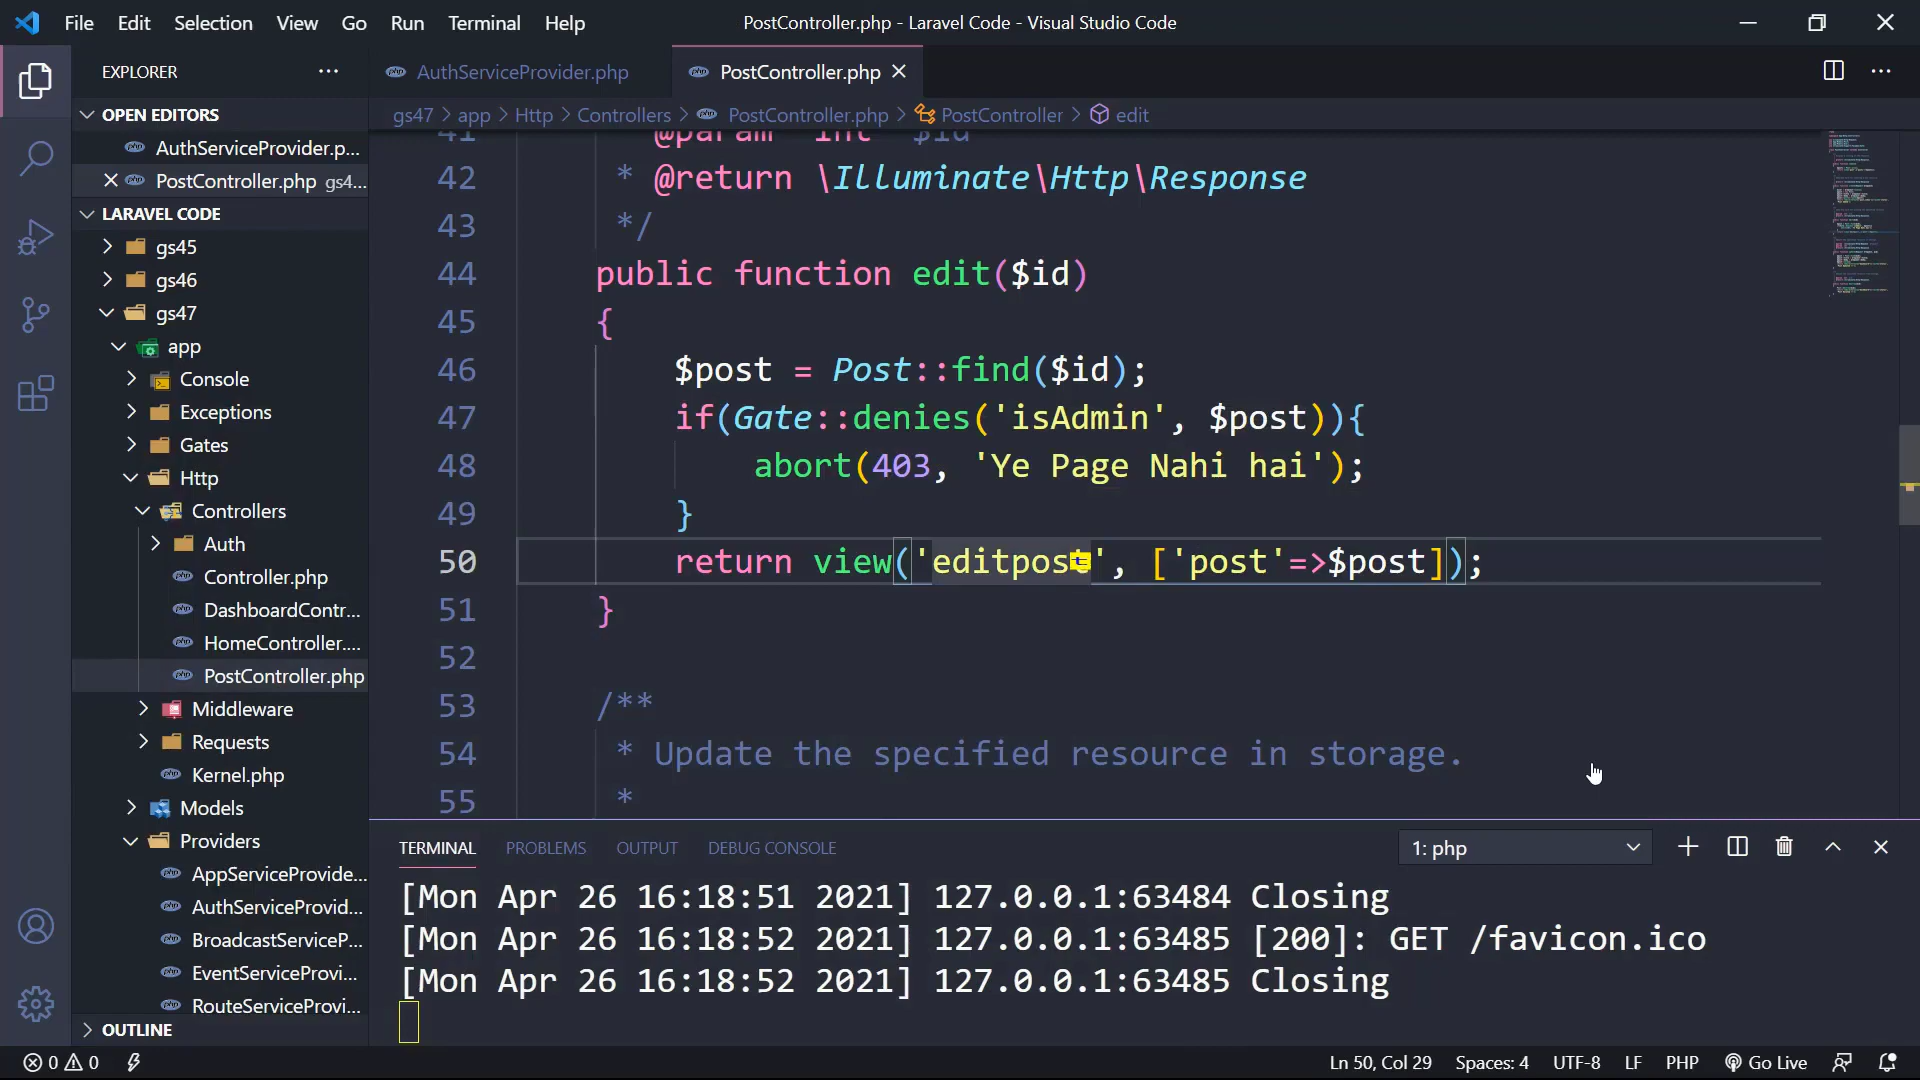 File Edit Selection View Go Run Terminal Help
PostController.php - Laravel Code - Visual Studio Code
EXPLORER
OPEN EDITORS
AuthServiceProvider.p...
PostController.php gs4...
LARAVEL CODE
gs45
gs46
gs47
app
Console
Exceptions
Gates
Http
Controllers
Auth
Controller.php
DashboardContr...
HomeController....
PostController.php
Middleware
Requests
Kernel.php
Models
Providers
AppServiceProvide...
AuthServiceProvid...
BroadcastServiceP...
EventServiceProvi...
RouteServiceProvi...
OUTLINE
AuthServiceProvider.php
PostController.php
gs47 > app > Http > Controllers > PostController.php > PostController > edit
41 @param int $id
42 * @return \Illuminate\Http\Response
43 */
44 public function edit($id)
45 {
46 $post = Post::find($id);
47 if(Gate::denies('isAdmin', $post)){
48 abort(403, 'Ye Page Nahi hai');
49 }
50 return view('editpost', ['post'=>$post]);
51 }
52
53 /**
54 * Update the specified resource in storage.
55 *
TERMINAL PROBLEMS OUTPUT DEBUG CONSOLE
1: php
[Mon Apr 26 16:18:51 2021] 127.0.0.1:63484 Closing
[Mon Apr 26 16:18:52 2021] 127.0.0.1:63485 [200]: GET /favicon.ico
[Mon Apr 26 16:18:52 2021] 127.0.0.1:63485 Closing
0 0
Ln 50, Col 29 Spaces: 4 UTF-8 LF PHP Go Live